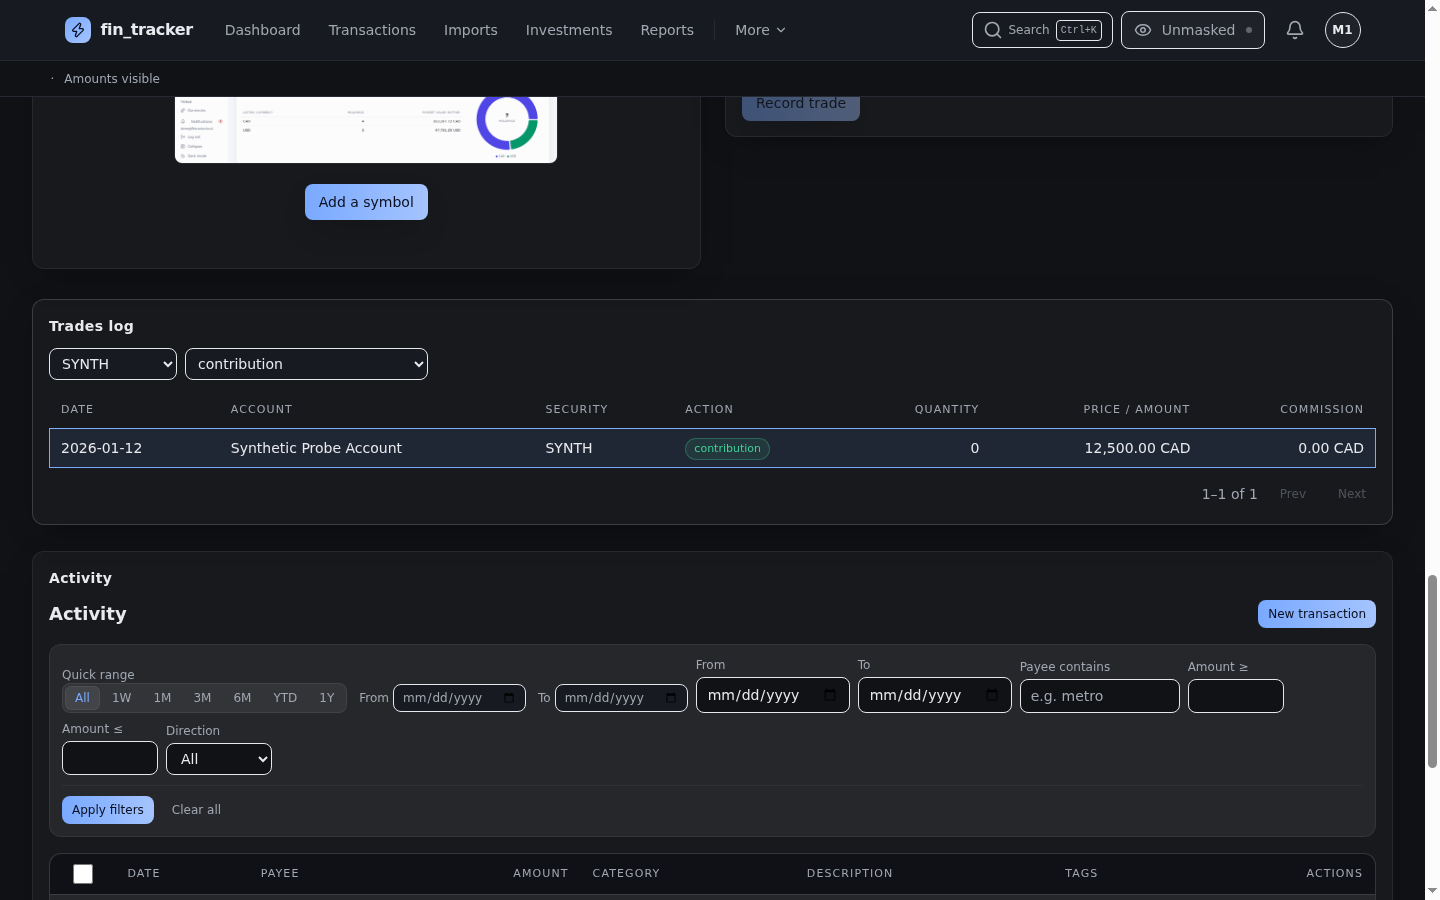 fin_tracker Dashboard Transactions Imports Investments Reports More Search Ctrl+K Unmasked M1
· Amounts visible
Record trade
Add a symbol
Trades log
SYNTH contribution
DATE ACCOUNT SECURITY ACTION QUANTITY PRICE / AMOUNT COMMISSION
2026-01-12 Synthetic Probe Account SYNTH contribution 0 12,500.00 CAD 0.00 CAD
1–1 of 1 Prev Next
Activity
Activity New transaction
Quick range From To Payee contains Amount ≥
All 1W 1M 3M 6M YTD 1Y From mm/dd/yyyy To mm/dd/yyyy mm/dd/yyyy mm/dd/yyyy e.g. metro
Amount ≤ Direction
All
Apply filters Clear all
DATE PAYEE AMOUNT CATEGORY DESCRIPTION TAGS ACTIONS